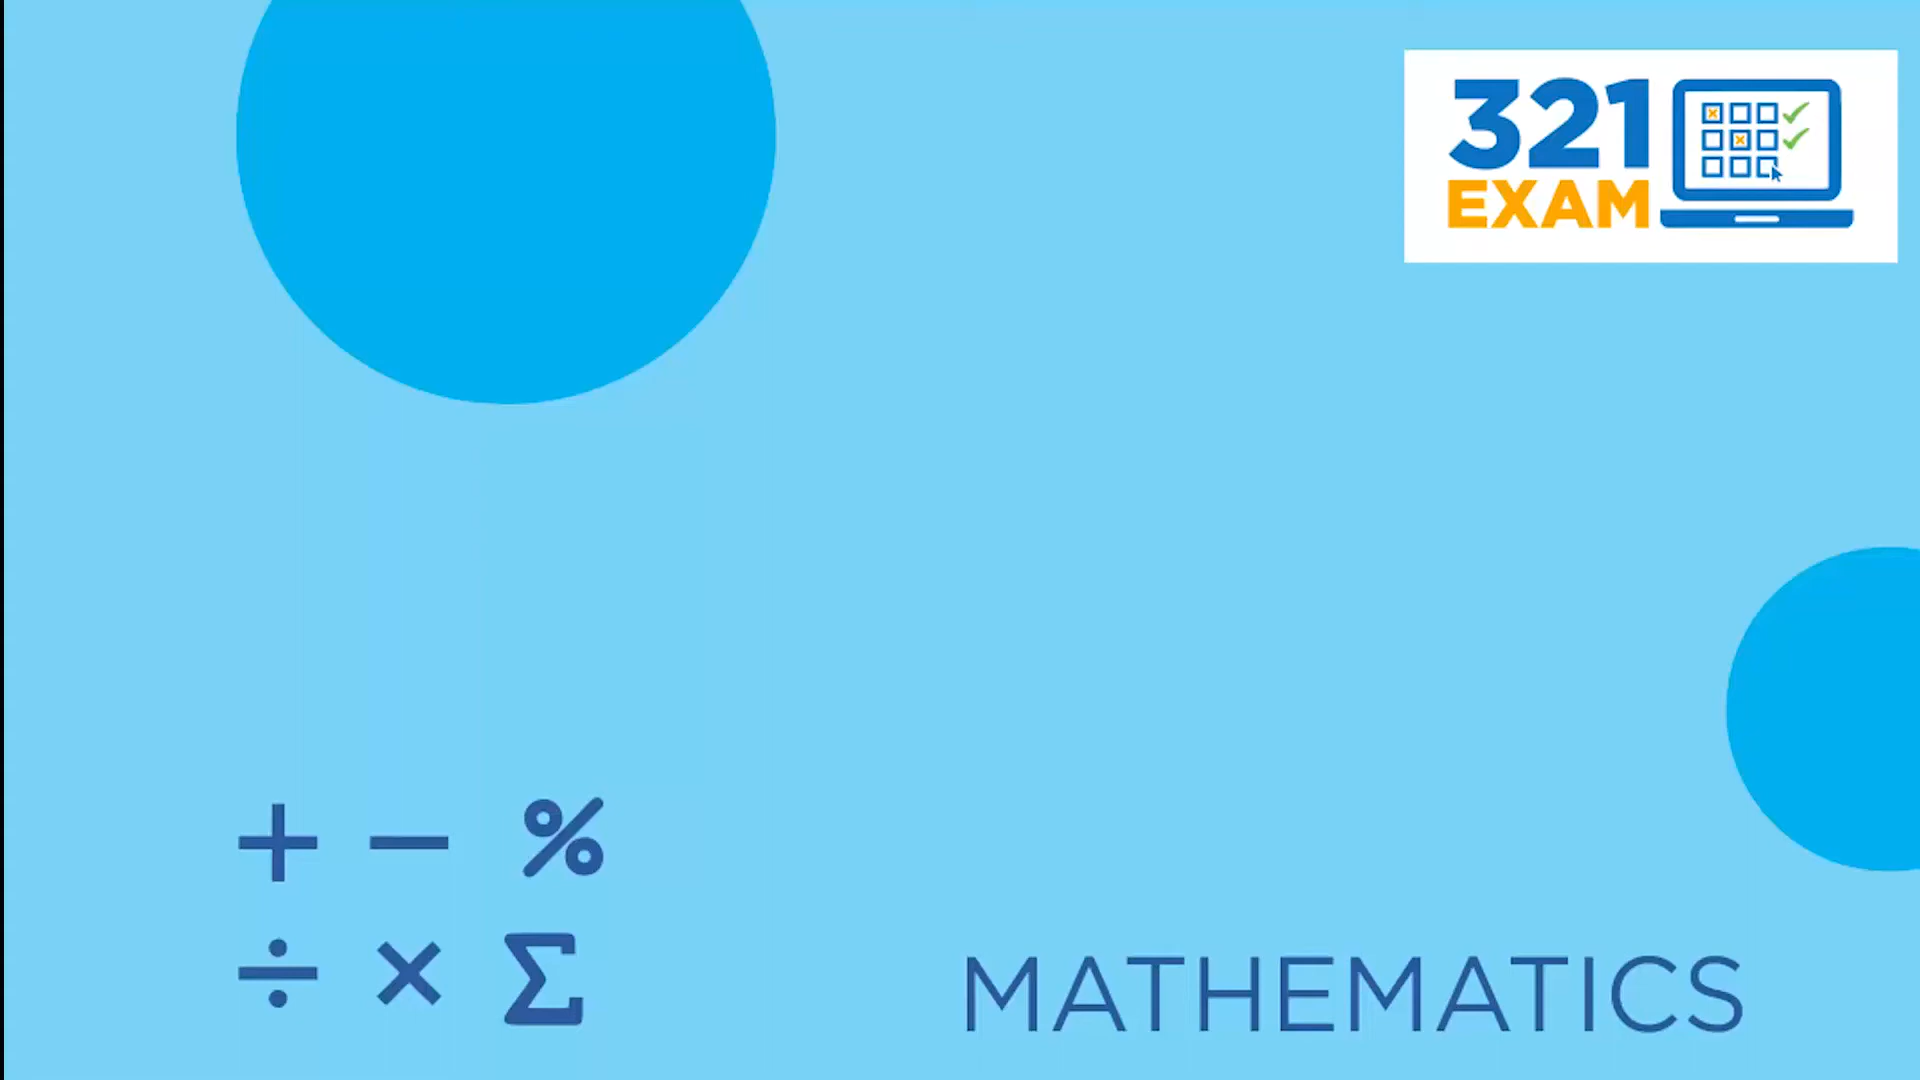 321
EXAM
+ − %
÷ × Σ
MATHEMATICS